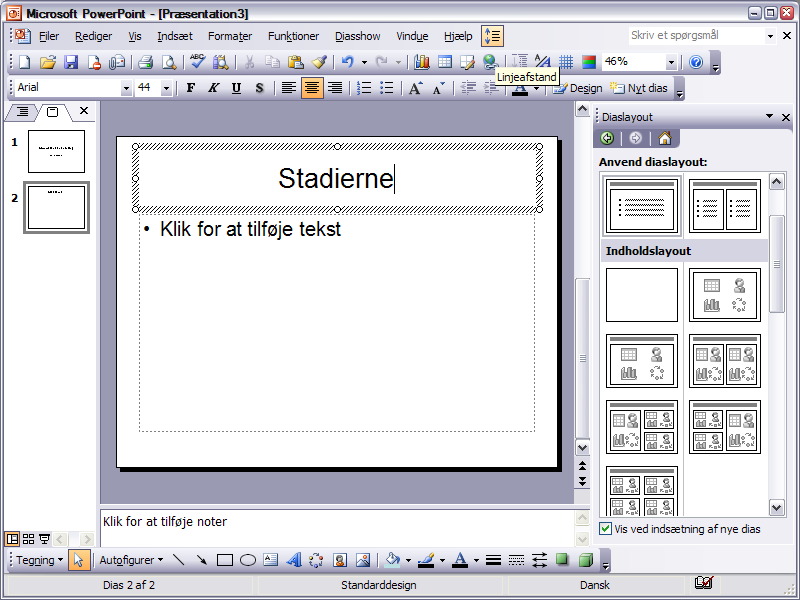 Microsoft PowerPoint - [Præsentation3]
Filer Rediger Vis Indsæt Formater Funktioner Diasshow Vindue Hjælp Skriv et spørgsmål
46%
Linjeafstand
Arial 44 F K U S Design Nyt dias
Diaslayout
Anvend diaslayout:
1
2
Stadierne
• Klik for at tilføje tekst
Indholdslayout
Klik for at tilføje noter
Vis ved indsætning af nye dias
Tegning Autofigurer
Dias 2 af 2 Standarddesign Dansk